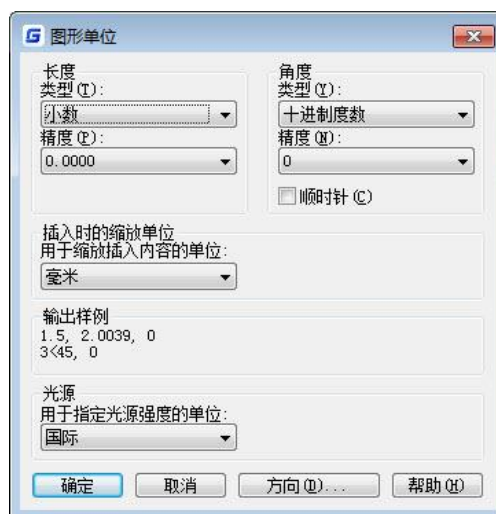 图形单位
长度
类型(T):
小数
精度(P):
0.0000
角度
类型(Y):
十进制度数
精度(N):
0
顺时针(C)
插入时的缩放单位
用于缩放插入内容的单位:
毫米
输出样例
1.5, 2.0039, 0
3<45, 0
光源
用于指定光源强度的单位:
国际
确定
取消
方向(D)...
帮助(H)